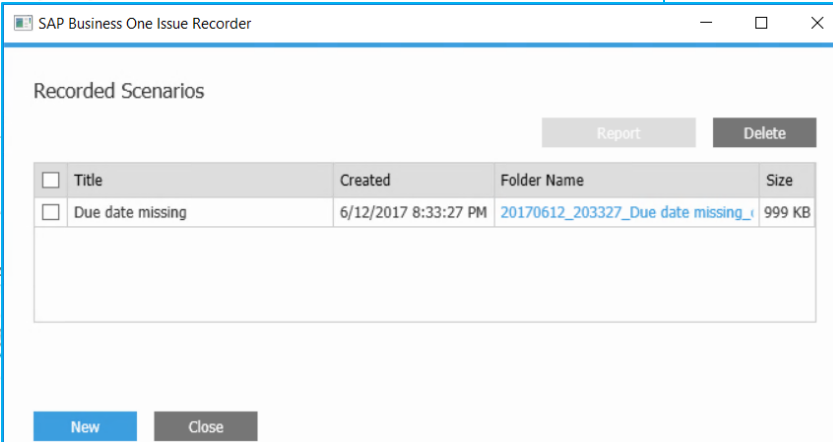 SAP Business One Issue Recorder
Recorded Scenarios
Report Delete
Title Created Folder Name Size
Due date missing 6/12/2017 8:33:27 PM 20170612_203327_Due date missing_ 999 KB
New Close